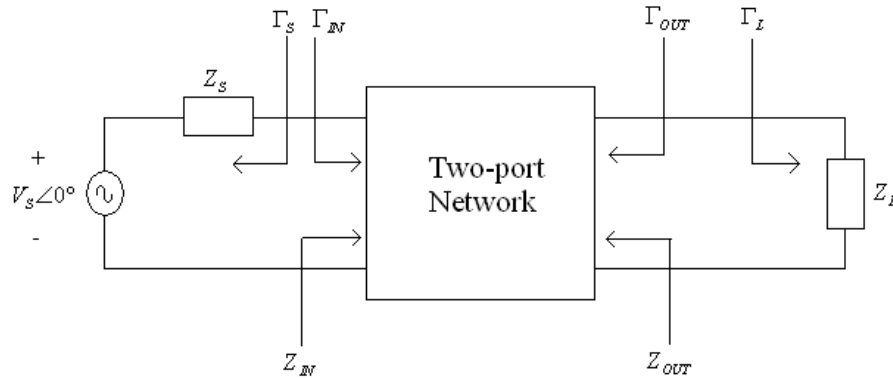 Γ_S Γ_IN Γ_OUT Γ_L
Z_S
+
V_S∠0°
-
Two-port
Network
Z_L
Z_IN Z_OUT